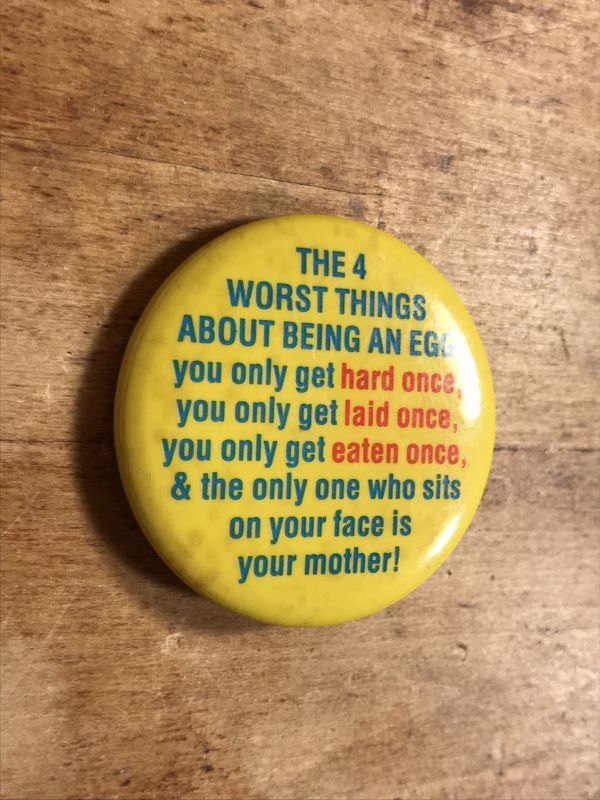 THE 4
WORST THINGS
ABOUT BEING AN EGG
you only get hard once,
you only get laid once,
you only get eaten once,
& the only one who sits
on your face is
your mother!